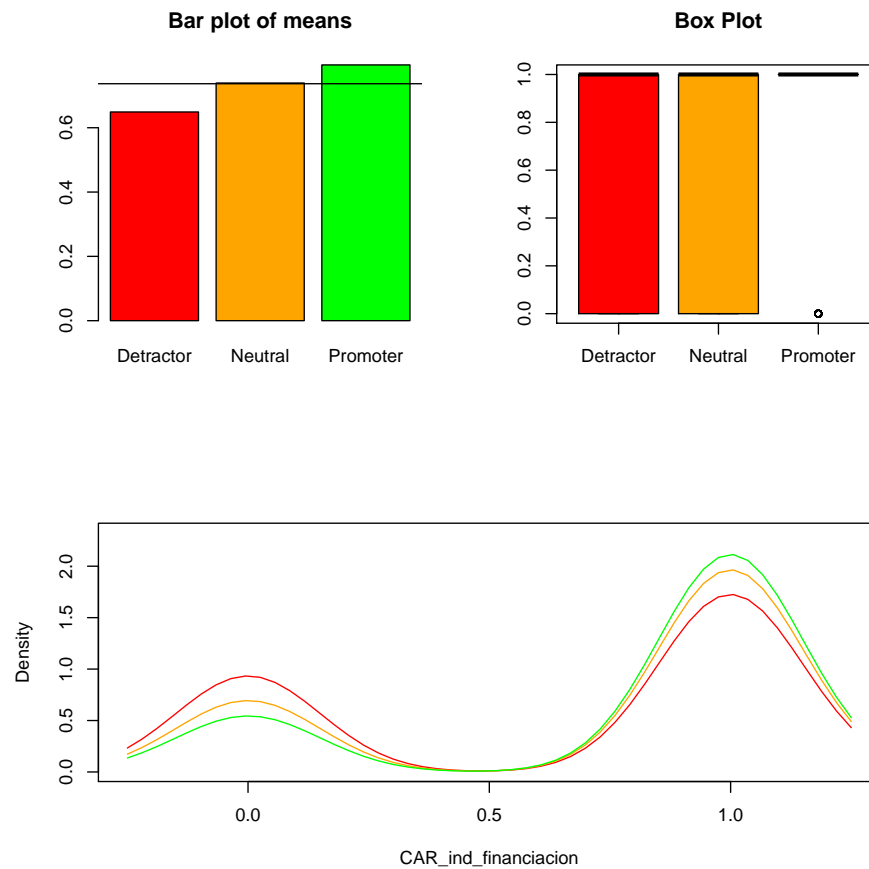 Bar plot of means
0.0 0.2 0.4 0.6
Detractor Neutral Promoter
Box Plot
0.0 0.2 0.4 0.6 0.8 1.0
Detractor Neutral Promoter
Density
0.0 0.5 1.0 1.5 2.0
0.0 0.5 1.0
CAR_ind_financiacion